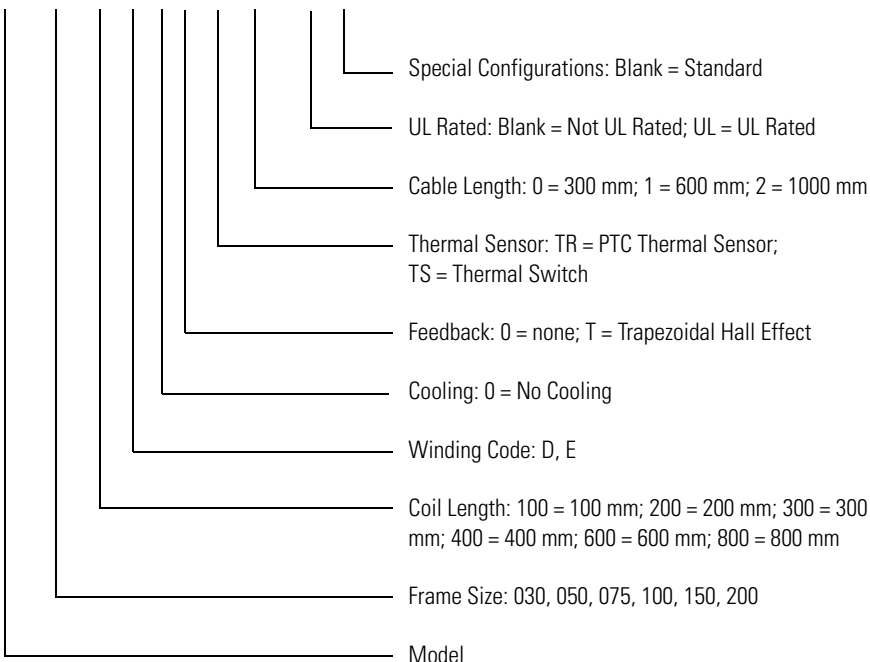 Special Configurations: Blank = Standard
UL Rated: Blank = Not UL Rated; UL = UL Rated
Cable Length: 0 = 300 mm; 1 = 600 mm; 2 = 1000 mm
Thermal Sensor: TR = PTC Thermal Sensor;
TS = Thermal Switch
Feedback: 0 = none; T = Trapezoidal Hall Effect
Cooling: 0 = No Cooling
Winding Code: D, E
Coil Length: 100 = 100 mm; 200 = 200 mm; 300 = 300
mm; 400 = 400 mm; 600 = 600 mm; 800 = 800 mm
Frame Size: 030, 050, 075, 100, 150, 200
Model